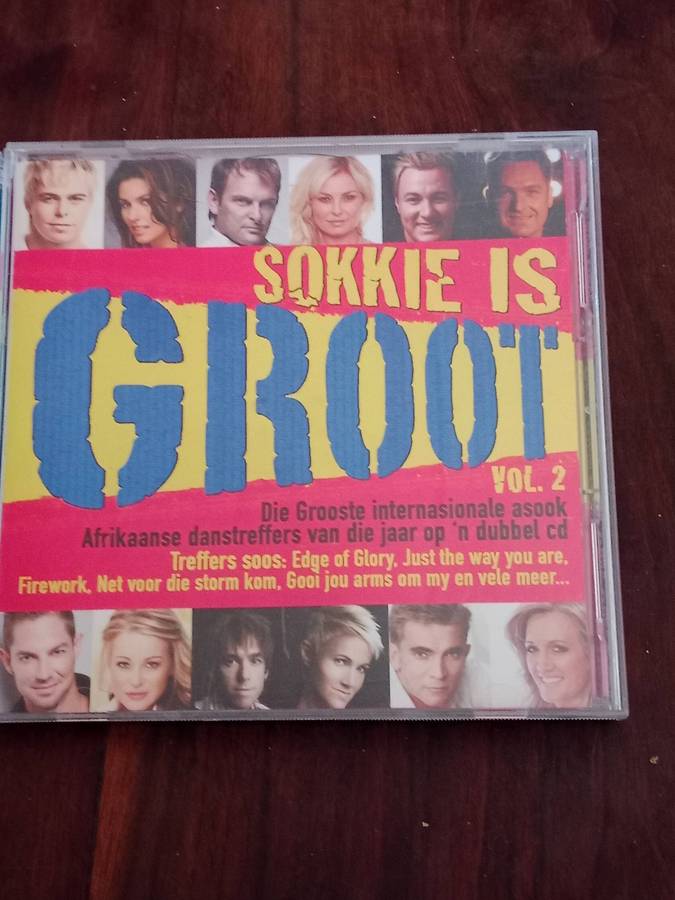 SOKKIE IS
GROOT
VOL. 2
Die Grooste internasionale asook
Afrikaanse danstreffers van die jaar op 'n dubbel cd
Treffers soos: Edge of Glory, Just the way you are,
Firework, Net voor die storm kom, Gooi jou arms om my en vele meer...